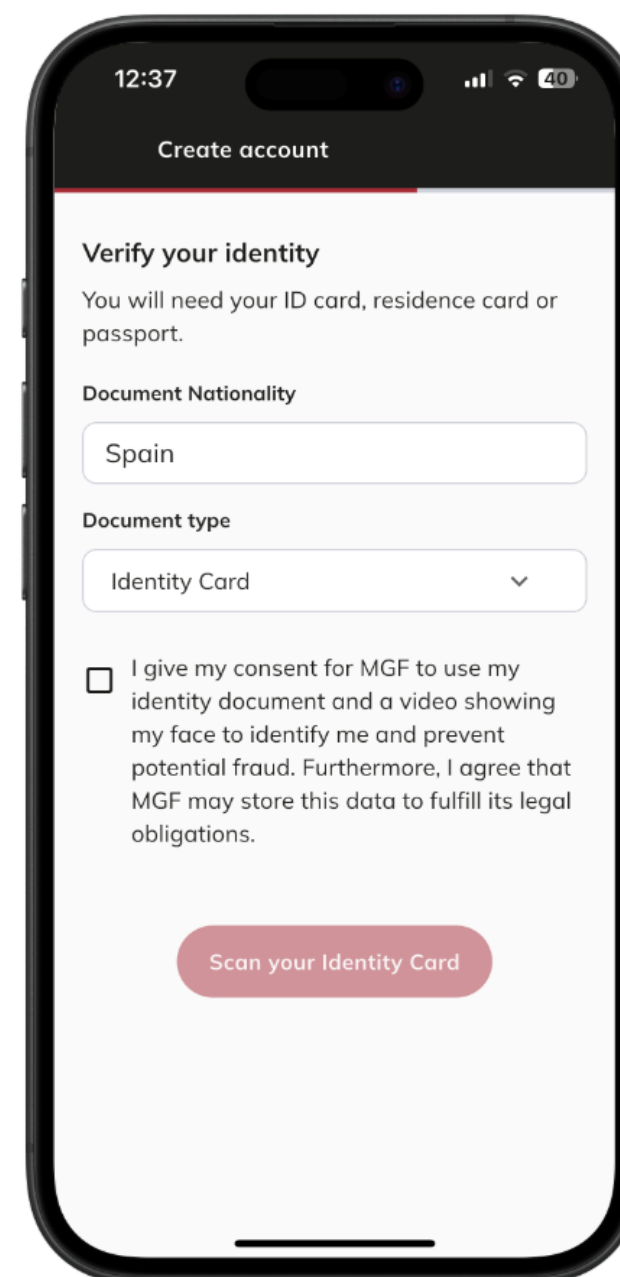 12:37
40
Create account
Verify your identity
You will need your ID card, residence card or
passport.
Document Nationality
Spain
Document type
Identity Card
I give my consent for MGF to use my
identity document and a video showing
my face to identify me and prevent
potential fraud. Furthermore, I agree that
MGF may store this data to fulfill its legal
obligations.
Scan your Identity Card